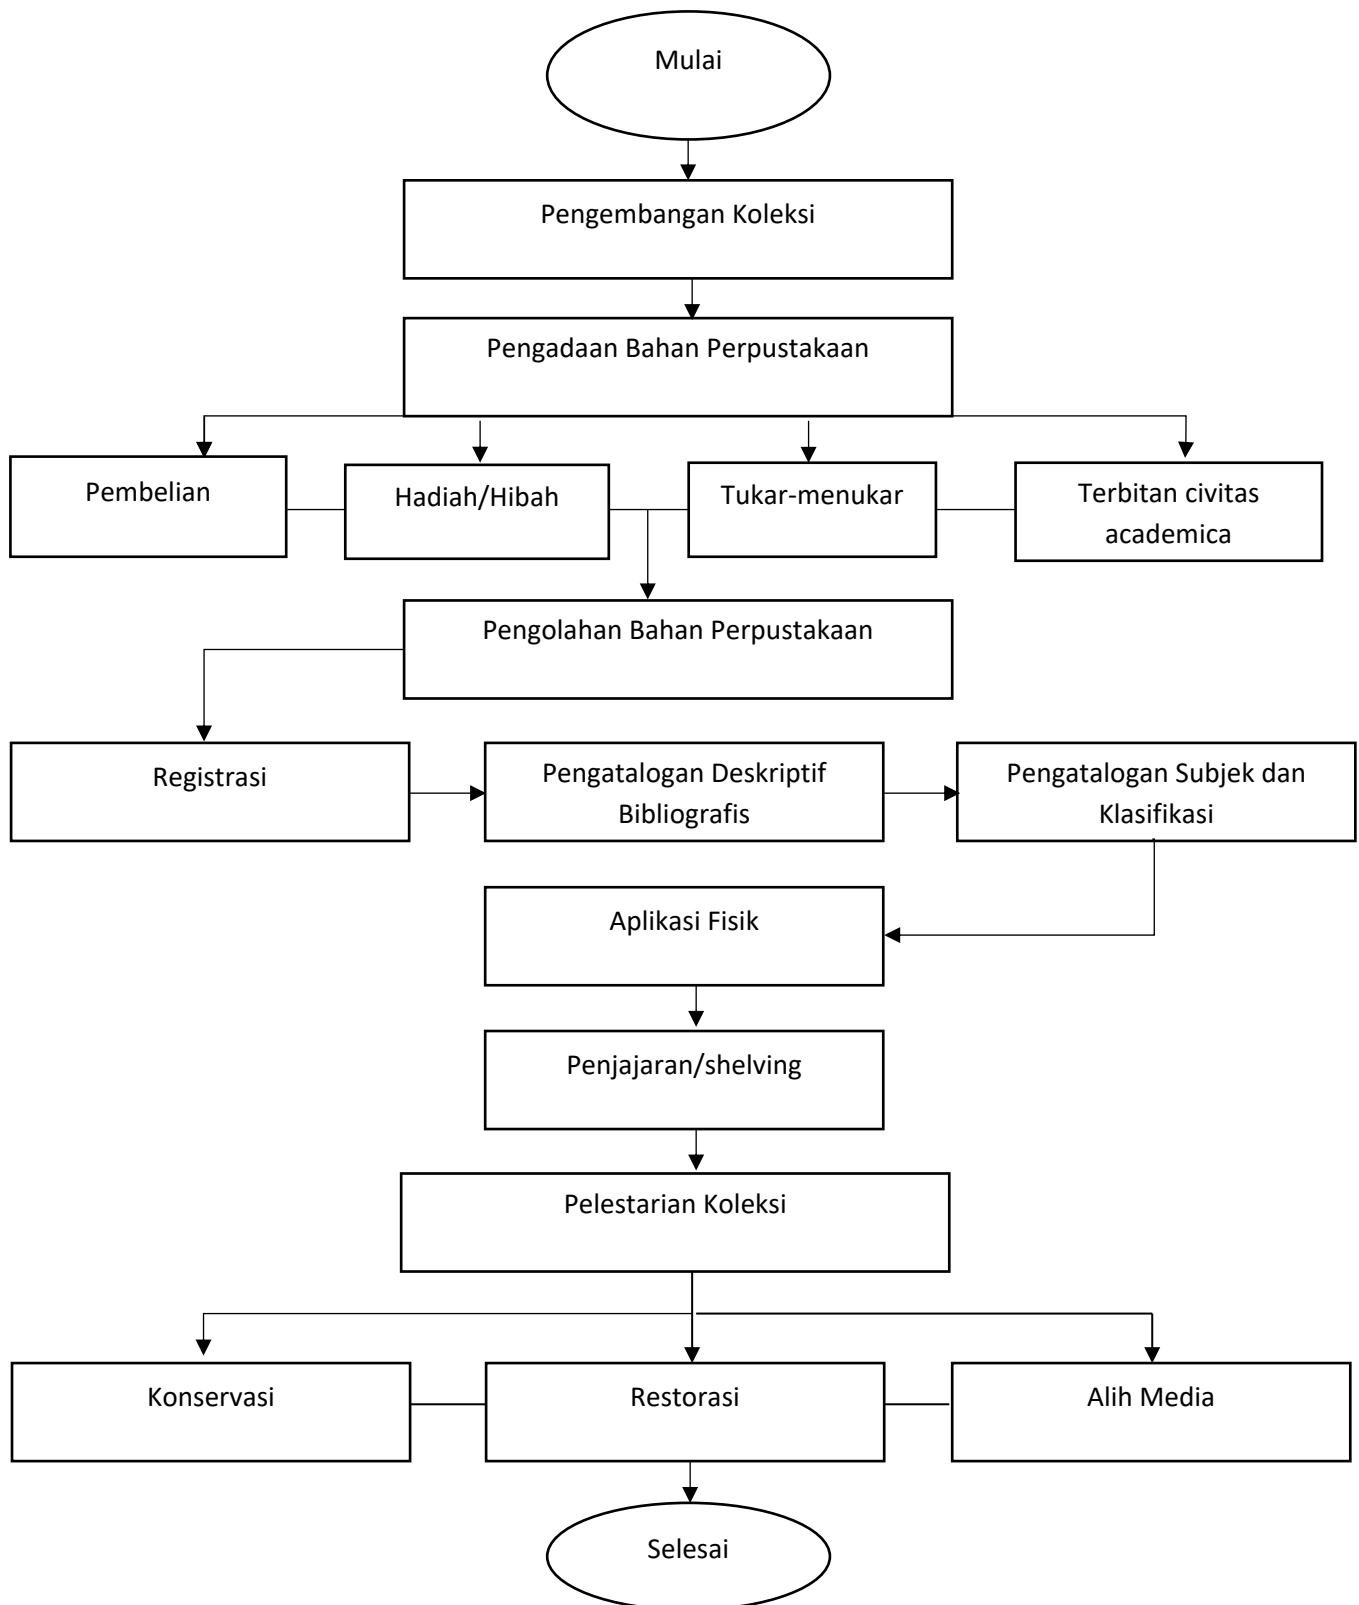 Mulai
Pengembangan Koleksi
Pengadaan Bahan Perpustakaan
Pembelian
Hadiah/Hibah
Tukar-menukar
Terbitan civitas
academica
Pengolahan Bahan Perpustakaan
Registrasi
Pengatalogan Deskriptif
Bibliografis
Pengatalogan Subjek dan
Klasifikasi
Aplikasi Fisik
Penjajaran/shelving
Pelestarian Koleksi
Konservasi
Restorasi
Alih Media
Selesai